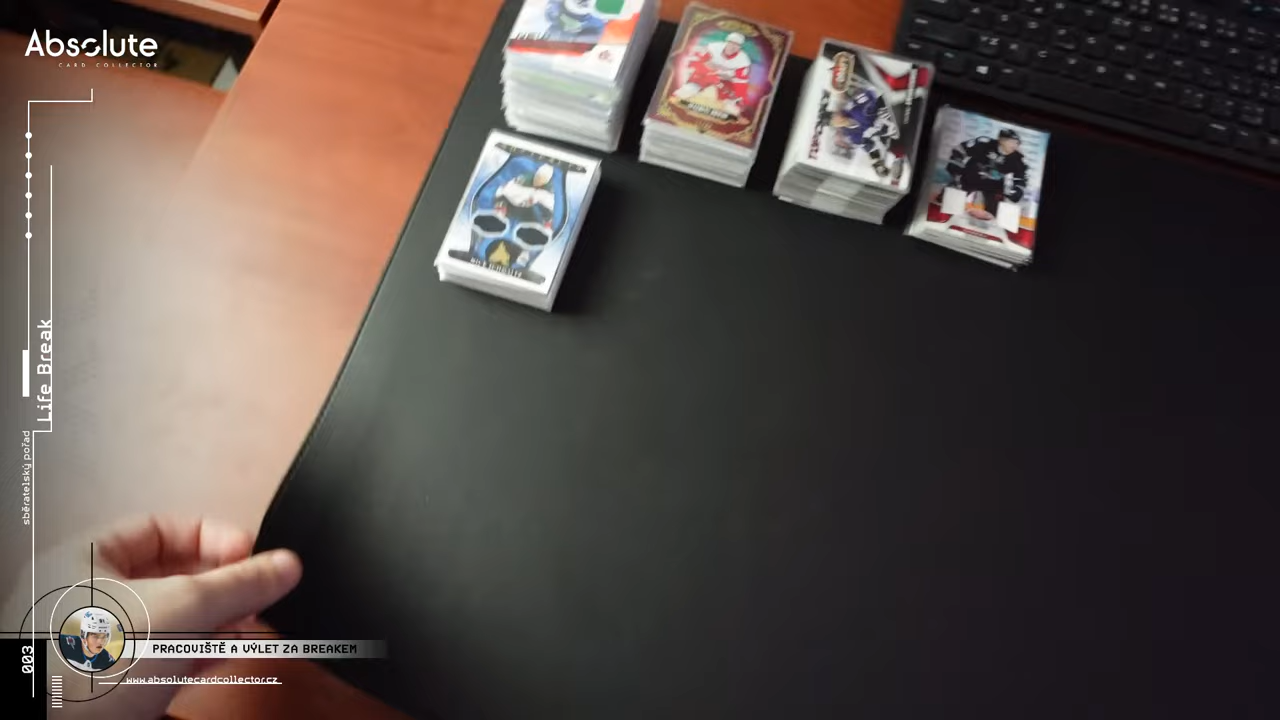 Absolute
CARD COLLECTOR
Life Break
sběratelský pořad
003
PRACOVIŠTĚ A VÝLET ZA BREAKEM
www.absolutecardcollector.cz